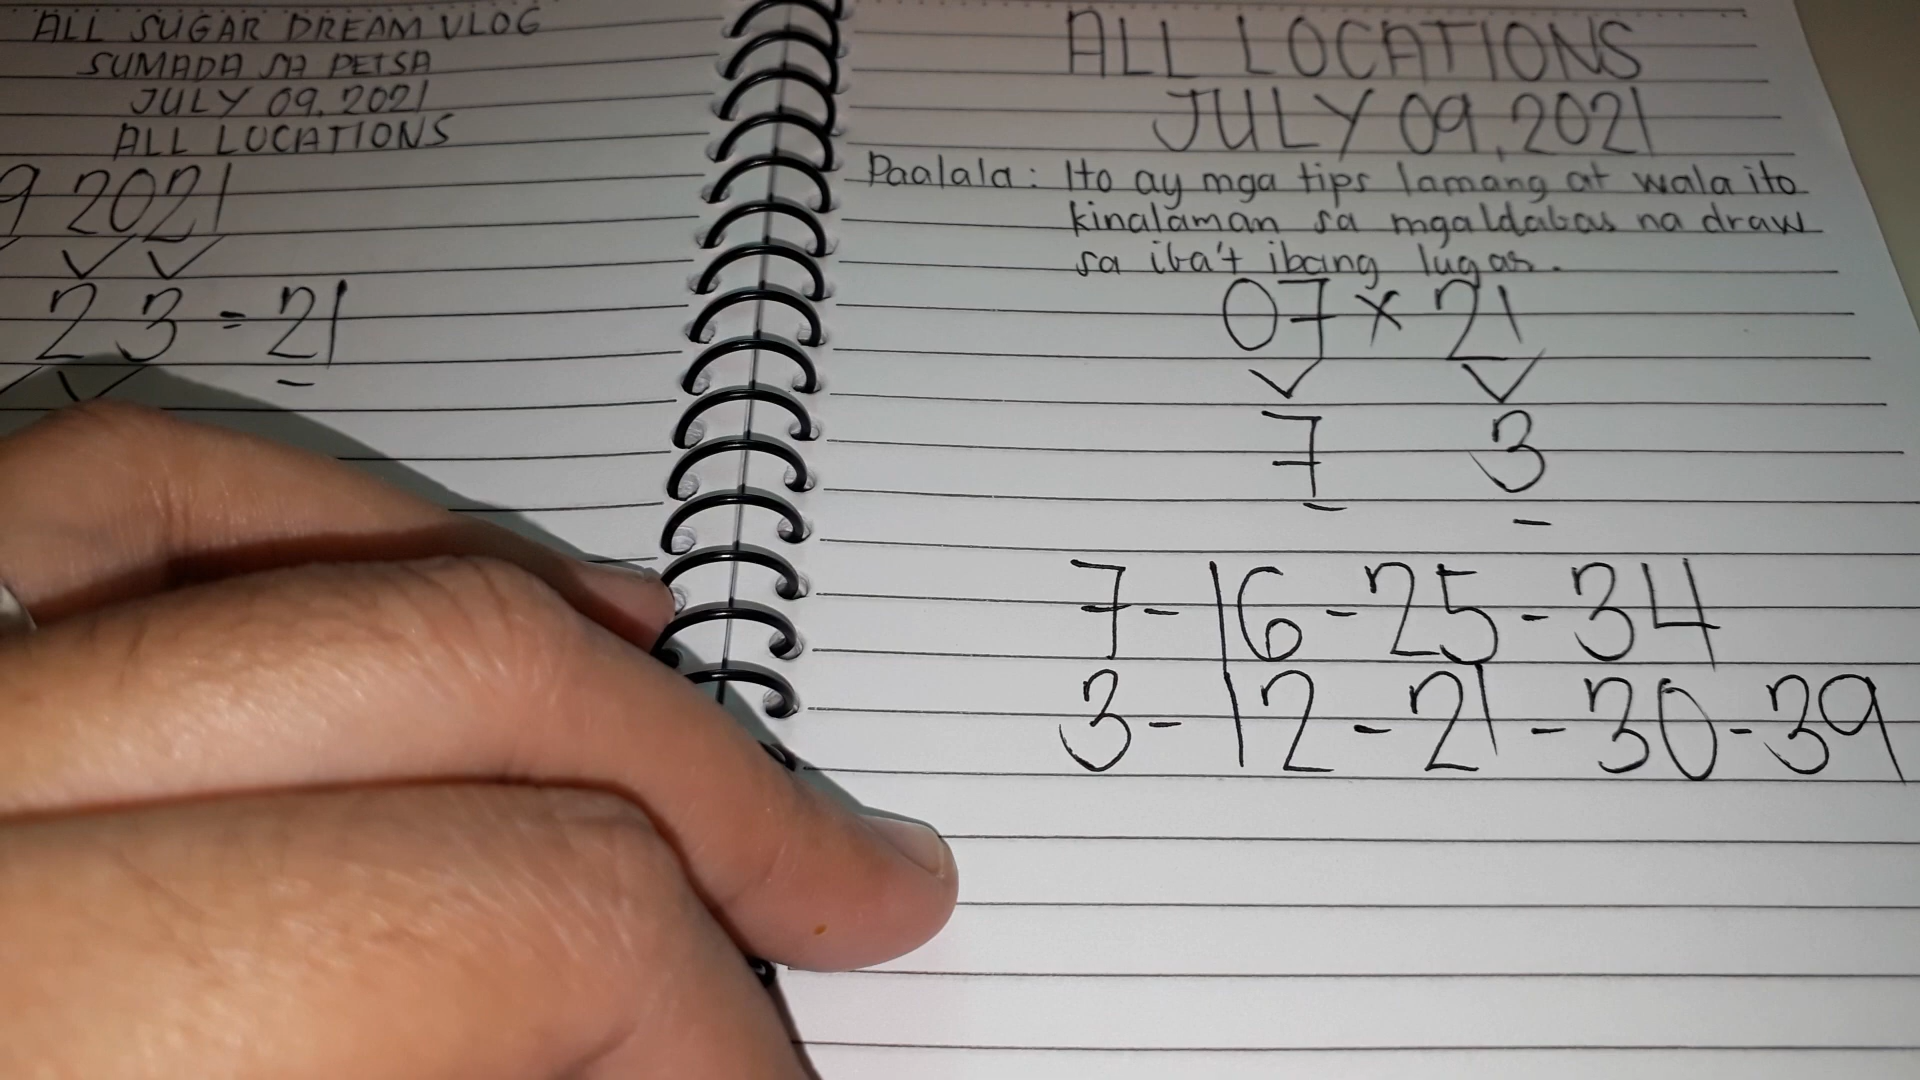 ALL SUGAR DREAM VLOG
SUMADA SA PETSA
JULY 09, 2021
ALL LOCATIONS
9 2021
2 3 = 21
ALL LOCATIONS
JULY 09, 2021
Paalala: Ito ay mga tips lamang at wala ito
kinalaman sa mga ldabas na draw
sa iba't ibang lugar.
07 x 21
7 3
7-16-25-34
3-12-21-30-39